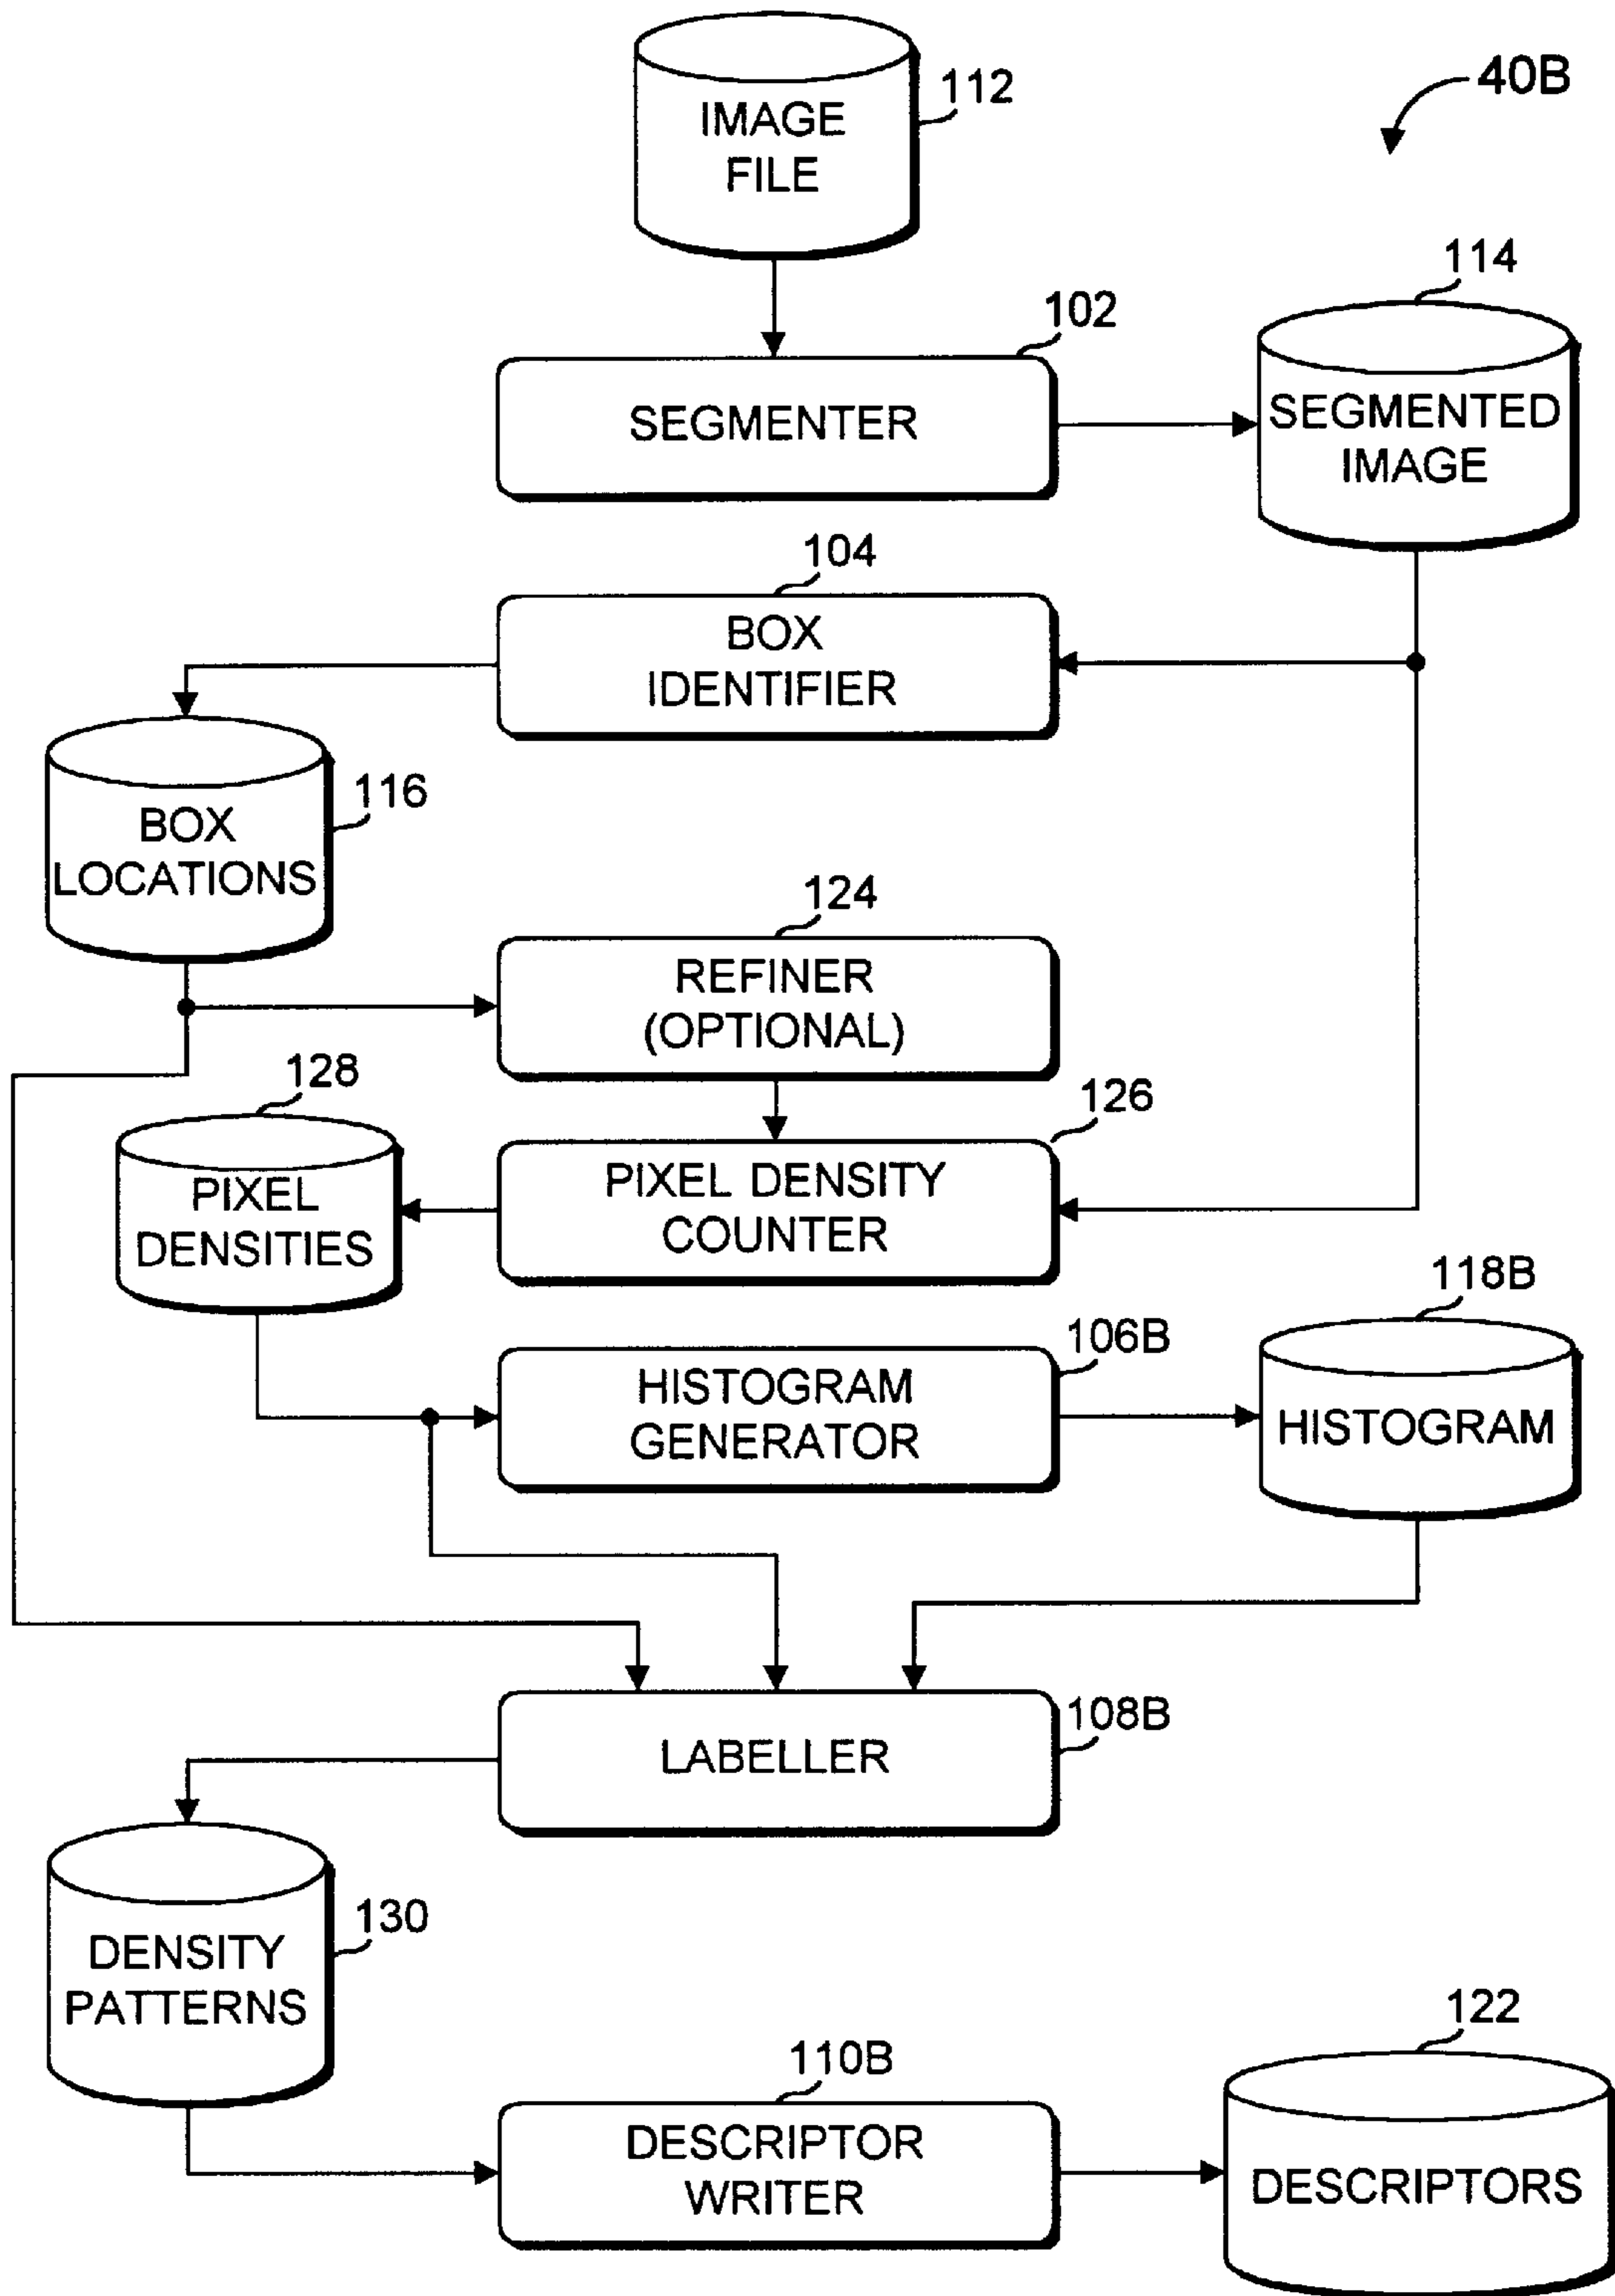 112
IMAGE
FILE
40B
102
SEGMENTER
114
SEGMENTED
IMAGE
104
BOX
IDENTIFIER
116
BOX
LOCATIONS
124
REFINER
(OPTIONAL)
128
PIXEL
DENSITIES
126
PIXEL DENSITY
COUNTER
106B
HISTOGRAM
GENERATOR
118B
HISTOGRAM
108B
LABELLER
130
DENSITY
PATTERNS
110B
DESCRIPTOR
WRITER
122
DESCRIPTORS